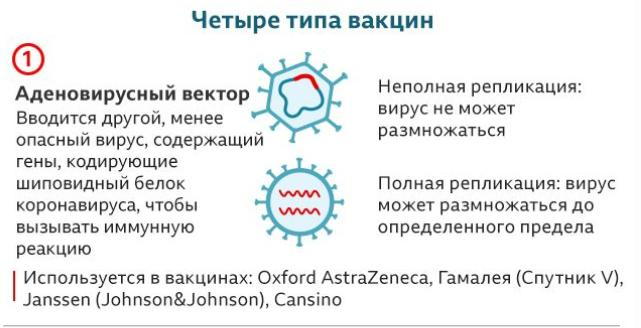 Четыре типа вакцин
1
Аденовирусный вектор
Вводится другой, менее
опасный вирус, содержащий
гены, кодирующие
шиповидный белок
коронавируса, чтобы
вызывать иммунную
реакцию
Неполная репликация:
вирус не может
размножаться
Полная репликация: вирус
может размножаться до
определенного предела
Используется в вакцинах: Oxford AstraZeneca, Гамалея (Спутник V),
Janssen (Johnson&Johnson), Cansino